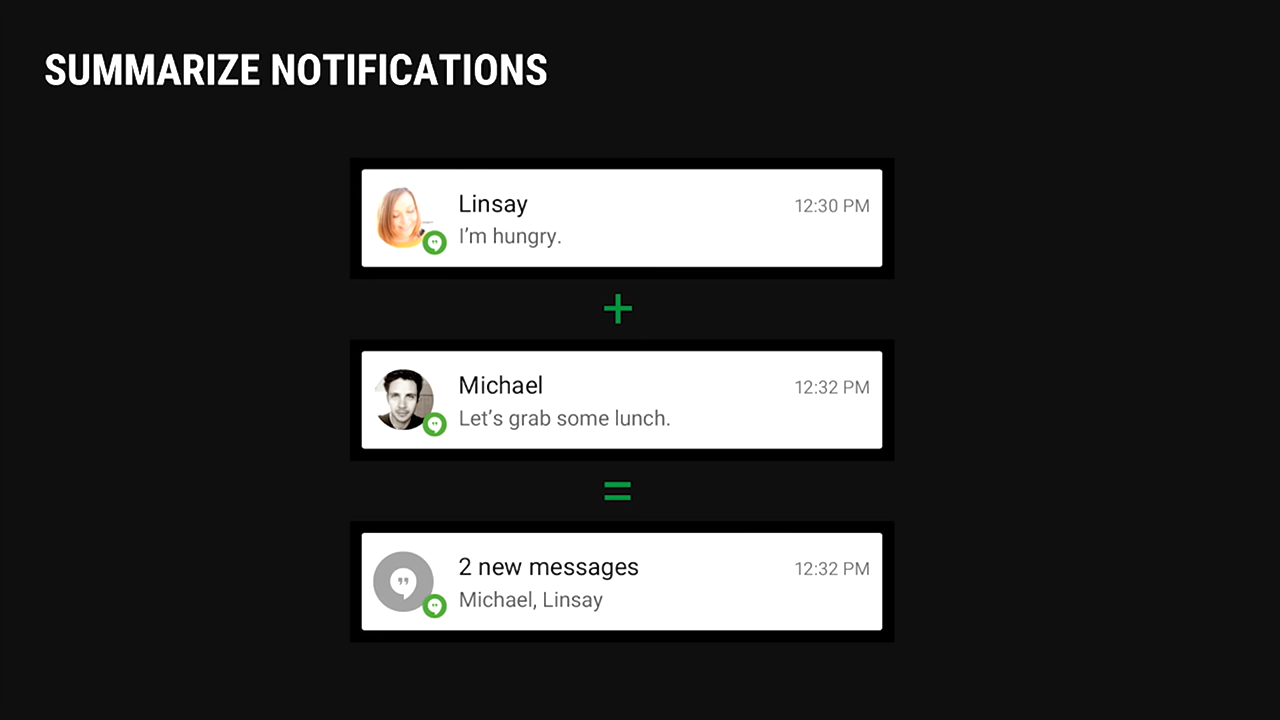 SUMMARIZE NOTIFICATIONS
Linsay 12:30 PM
I’m hungry.
+
Michael 12:32 PM
Let’s grab some lunch.
=
2 new messages 12:32 PM
Michael, Linsay